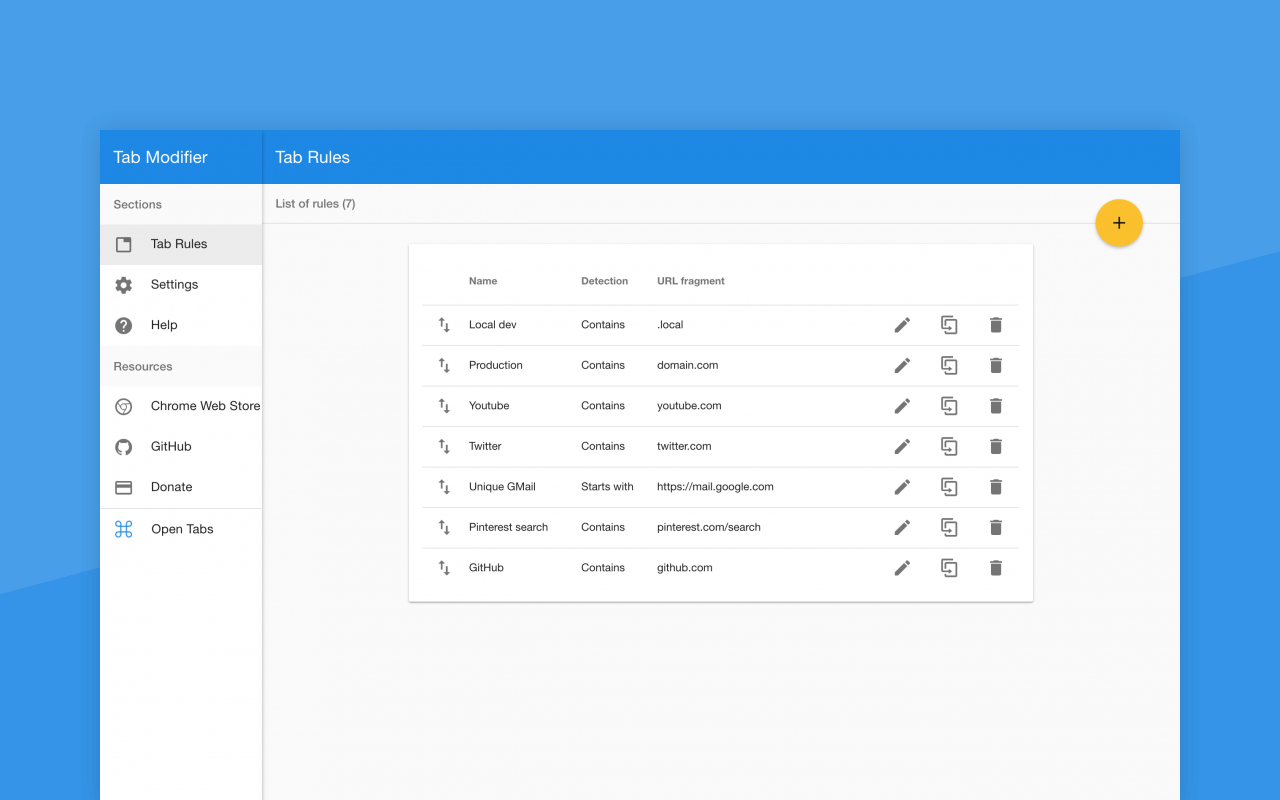 Tab Modifier
Tab Rules
Sections
List of rules (7)
Tab Rules
Settings
Help
Resources
Chrome Web Store
GitHub
Donate
Open Tabs
Name Detection URL fragment
Local dev Contains .local
Production Contains domain.com
Youtube Contains youtube.com
Twitter Contains twitter.com
Unique GMail Starts with https://mail.google.com
Pinterest search Contains pinterest.com/search
GitHub Contains github.com